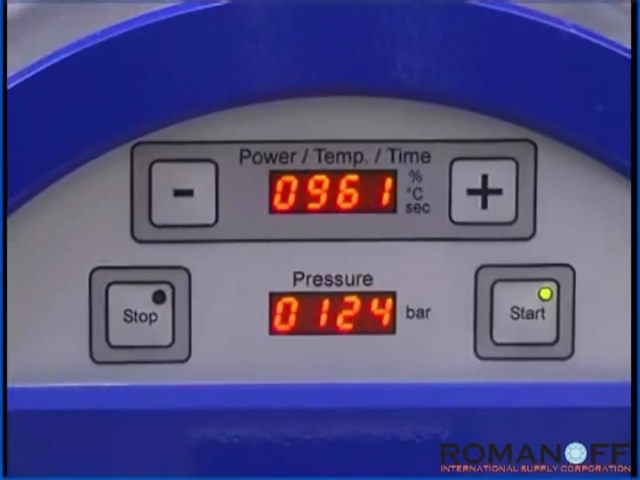 Power / Temp. / Time
-
0961
%
°C
sec
+
Pressure
Stop
0124
bar
Start
ROMANOFF
INTERNATIONAL SUPPLY CORPORATION